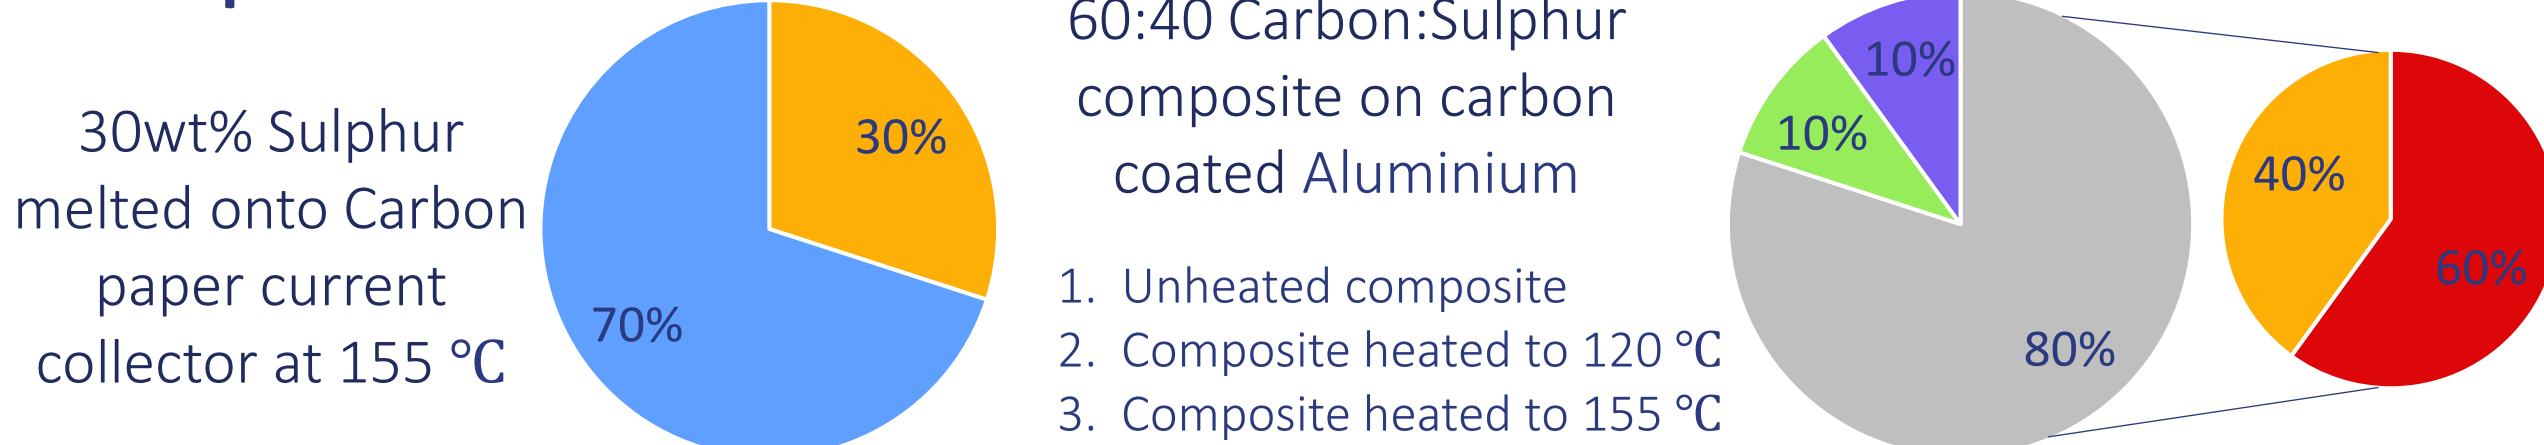 30wt% Sulphur
melted onto Carbon
paper current
collector at 155 °C
30%
70%
60:40 Carbon:Sulphur
composite on carbon
coated Aluminium
1. Unheated composite
2. Composite heated to 120 °C
3. Composite heated to 155 °C
10%
10%
80%
40%
60%